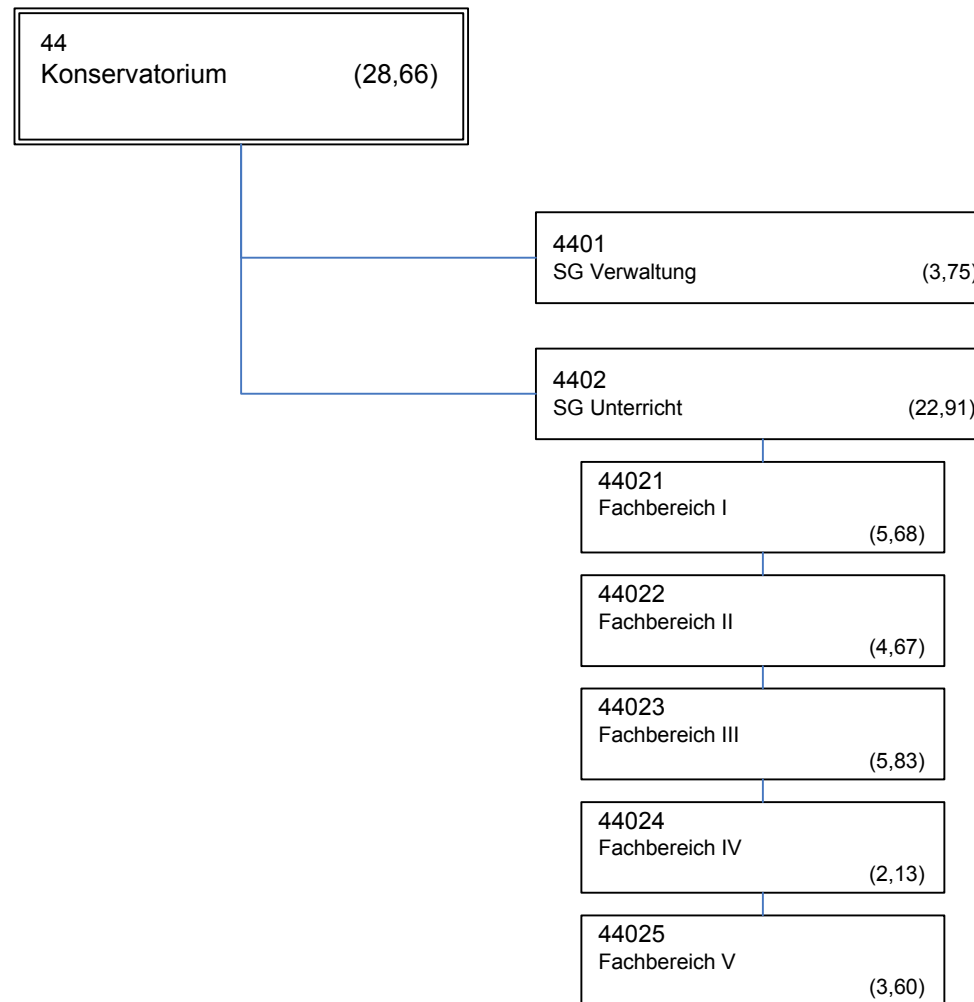 44
Konservatorium (28,66)
4401
SG Verwaltung (3,75)
4402
SG Unterricht (22,91)
44021
Fachbereich I
(5,68)
44022
Fachbereich II
(4,67)
44023
Fachbereich III
(5,83)
44024
Fachbereich IV
(2,13)
44025
Fachbereich V
(3,60)